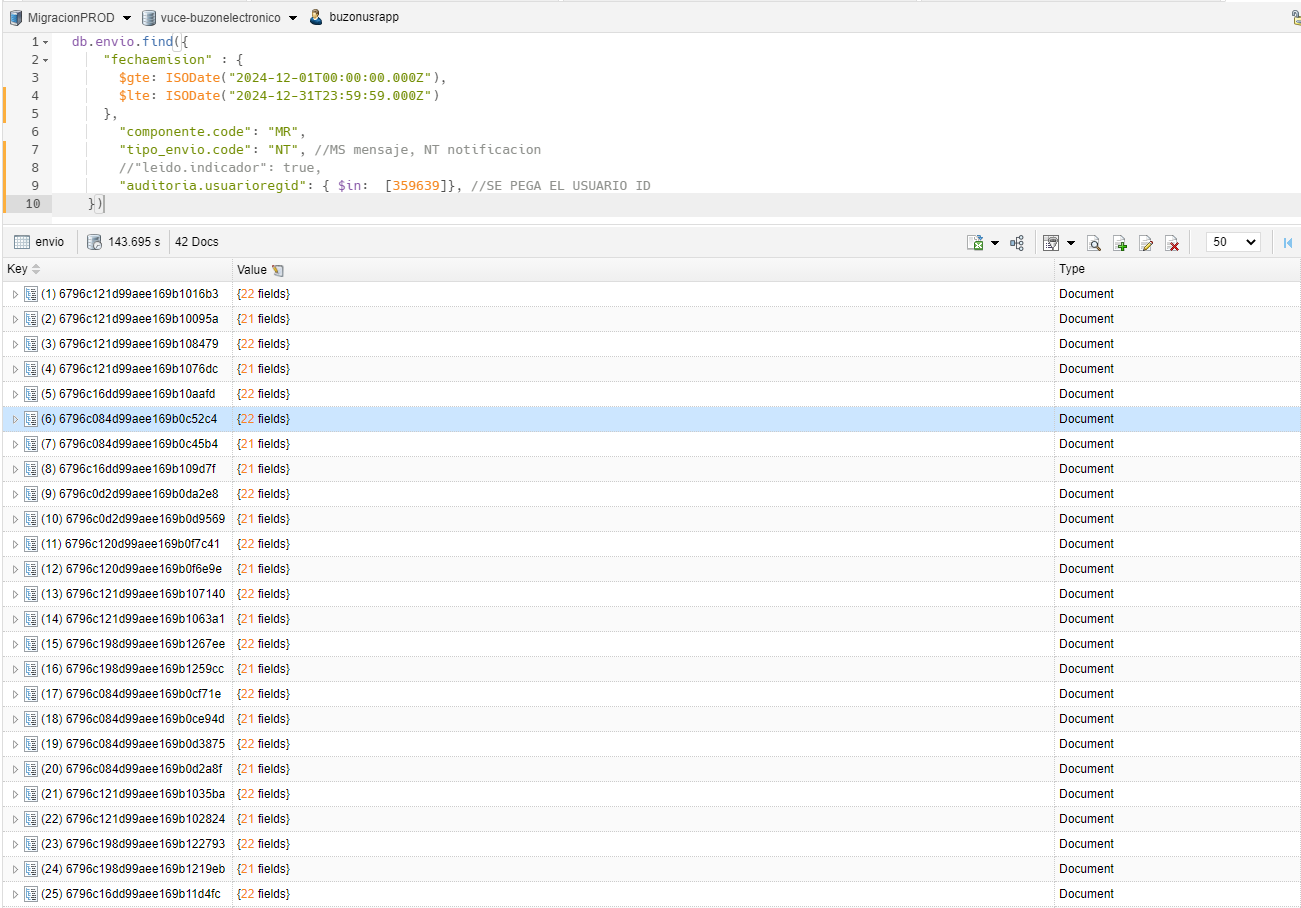 MigracionPROD vuce-buzonelectronico buzonusrapp
1 db.envio.find({
2 "fechaemision" : {
3 $gte: ISODate("2024-12-01T00:00:00.000Z"),
4 $lte: ISODate("2024-12-31T23:59:59.000Z")
5 },
6 "componente.code": "MR",
7 "tipo_envio.code": "NT", //MS mensaje, NT notificacion
8 //"leido.indicador": true,
9 "auditoria.usuarioregid": { $in: [359639]}, //SE PEGA EL USUARIO ID
10 })
envio 143.695 s 42 Docs 50
Key Value Type
(1) 6796c121d99aee169b1016b3 {22 fields} Document
(2) 6796c121d99aee169b10095a {21 fields} Document
(3) 6796c121d99aee169b108479 {22 fields} Document
(4) 6796c121d99aee169b1076dc {21 fields} Document
(5) 6796c16dd99aee169b10aafd {22 fields} Document
(6) 6796c084d99aee169b0c52c4 {22 fields} Document
(7) 6796c084d99aee169b0c45b4 {21 fields} Document
(8) 6796c16dd99aee169b109d7f {21 fields} Document
(9) 6796c0d2d99aee169b0da2e8 {22 fields} Document
(10) 6796c0d2d99aee169b0d9569 {21 fields} Document
(11) 6796c120d99aee169b0f7c41 {22 fields} Document
(12) 6796c120d99aee169b0f6e9e {21 fields} Document
(13) 6796c121d99aee169b107140 {22 fields} Document
(14) 6796c121d99aee169b1063a1 {21 fields} Document
(15) 6796c198d99aee169b1267ee {22 fields} Document
(16) 6796c198d99aee169b1259cc {21 fields} Document
(17) 6796c084d99aee169b0cf71e {22 fields} Document
(18) 6796c084d99aee169b0ce94d {21 fields} Document
(19) 6796c084d99aee169b0d3875 {22 fields} Document
(20) 6796c084d99aee169b0d2a8f {21 fields} Document
(21) 6796c121d99aee169b1035ba {22 fields} Document
(22) 6796c121d99aee169b102824 {21 fields} Document
(23) 6796c198d99aee169b122793 {22 fields} Document
(24) 6796c198d99aee169b1219eb {21 fields} Document
(25) 6796c16dd99aee169b11d4fc {22 fields} Document